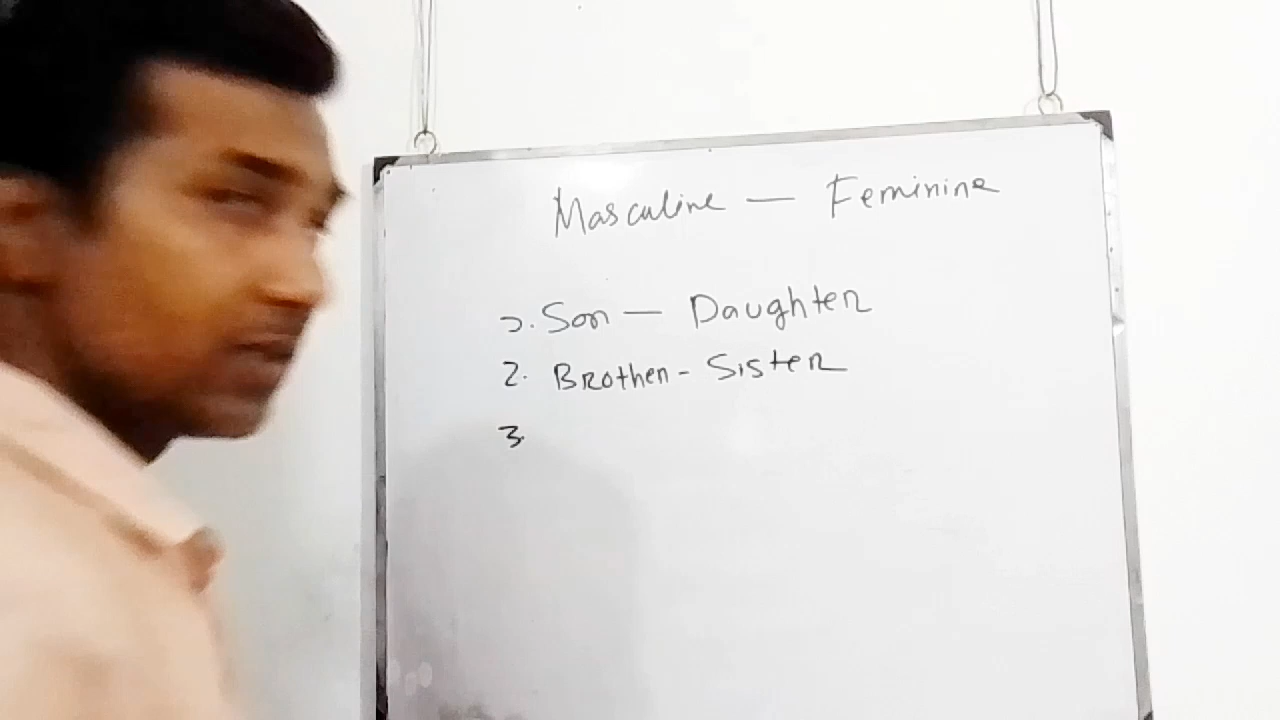 Masculine — Feminine
1. Son — Daughter
2. Brother - Sister
3.